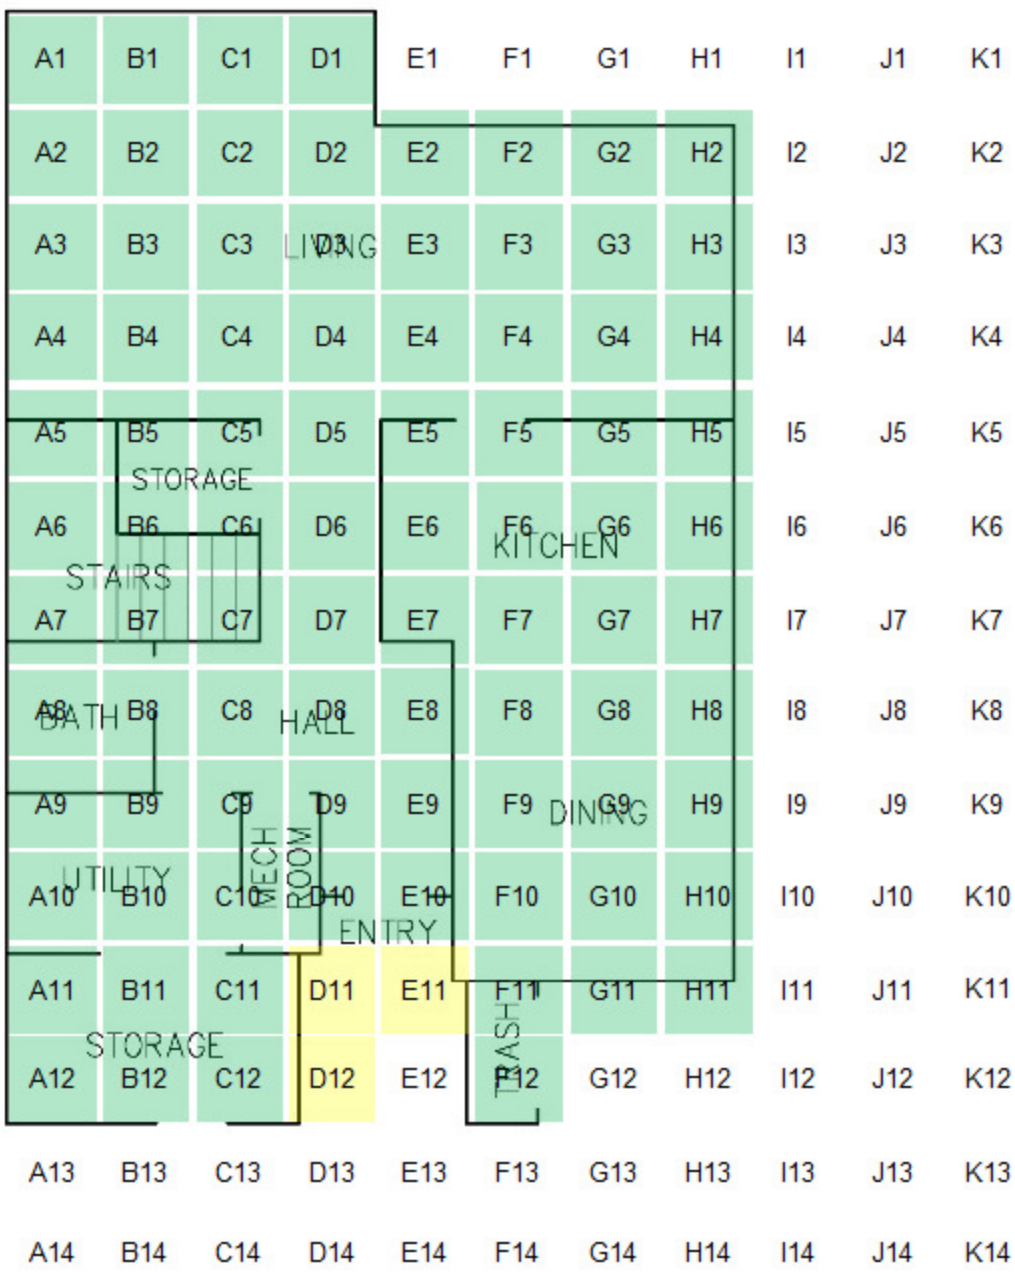 A1 B1 C1 D1 E1 F1 G1 H1 I1 J1 K1
A2 B2 C2 D2 E2 F2 G2 H2 I2 J2 K2
A3 B3 C3 D3 E3 F3 G3 H3 I3 J3 K3
LIVING
A4 B4 C4 D4 E4 F4 G4 H4 I4 J4 K4
A5 B5 C5 D5 E5 F5 G5 H5 I5 J5 K5
STORAGE
A6 B6 C6 D6 E6 F6 G6 H6 I6 J6 K6
KITCHEN
STAIRS
A7 B7 C7 D7 E7 F7 G7 H7 I7 J7 K7
A8 B8 C8 D8 E8 F8 G8 H8 I8 J8 K8
BATH HALL
A9 B9 C9 D9 E9 F9 G9 H9 I9 J9 K9
DINING
MECH
ROOM
UTILITY
A10 B10 C10 D10 E10 F10 G10 H10 I10 J10 K10
ENTRY
A11 B11 C11 D11 E11 F11 G11 H11 I11 J11 K11
STORAGE
TRASH
A12 B12 C12 D12 E12 F12 G12 H12 I12 J12 K12
A13 B13 C13 D13 E13 F13 G13 H13 I13 J13 K13
A14 B14 C14 D14 E14 F14 G14 H14 I14 J14 K14